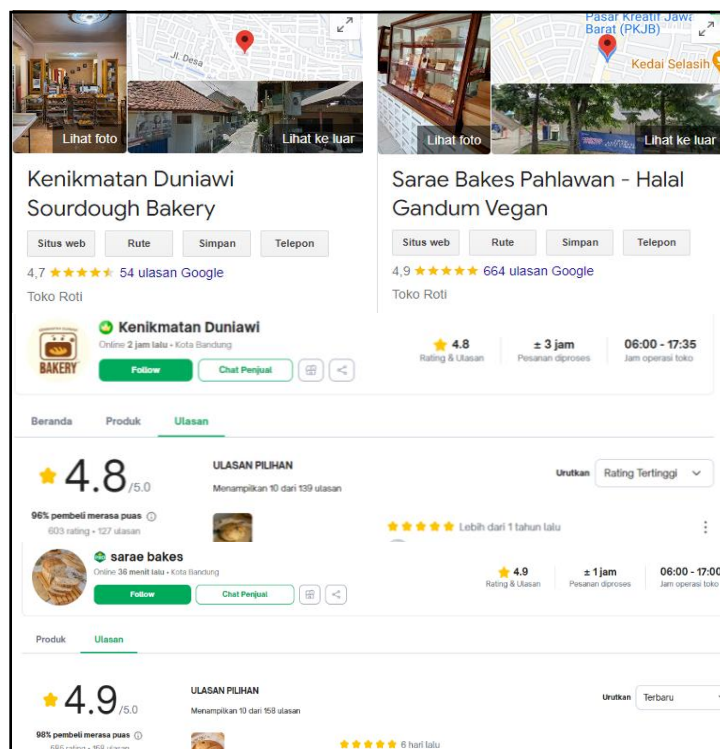 Jl. Desa
Lihat foto
Lihat ke luar
Kenikmatan Duniawi
Sourdough Bakery
Situs web
Rute
Simpan
Telepon
4,7
54 ulasan Google
Toko Roti
Pasar Kreatif Jawa
Barat (PKJB)
Kedai Selasih
Lihat foto
Lihat ke luar
Sarae Bakes Pahlawan - Halal
Gandum Vegan
Situs web
Rute
Simpan
Telepon
4,9
664 ulasan Google
Toko Roti
BAKERY
Kenikmatan Duniawi
Online 2 jam lalu • Kota Bandung
Follow
Chat Penjual
4.8
Rating & Ulasan
± 3 jam
Pesanan diproses
06:00 - 17:35
Jam operasi toko
Beranda
Produk
Ulasan
4.8/5.0
96% pembeli merasa puas
603 rating • 127 ulasan
ULASAN PILIHAN
Menampilkan 10 dari 139 ulasan
Urutkan
Rating Tertinggi
Lebih dari 1 tahun lalu
sarae bakes
Online 36 menit lalu • Kota Bandung
Follow
Chat Penjual
4.9
Rating & Ulasan
± 1 jam
Pesanan diproses
06:00 - 17:00
Jam operasi toko
Produk
Ulasan
4.9/5.0
98% pembeli merasa puas
585 rating • 158 ulasan
ULASAN PILIHAN
Menampilkan 10 dari 158 ulasan
Urutkan
Terbaru
6 hari lalu